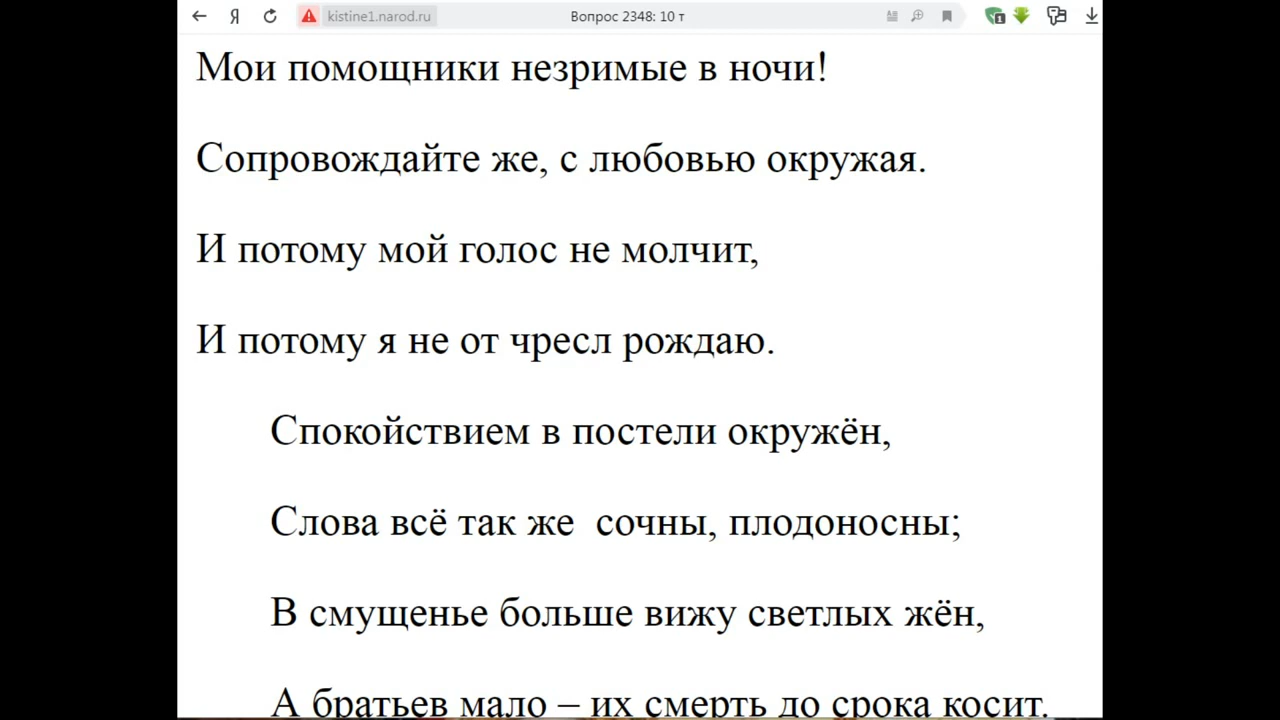 Я kistine1.narod.ru Вопрос 2348: 10 т 1
Мои помощники незримые в ночи!
Сопровождайте же, с любовью окружая.
И потому мой голос не молчит,
И потому я не от чресл рождаю.
Спокойствием в постели окружён,
Слова всё так же  сочны, плодоносны;
В смущенье больше вижу светлых жён,
А братьев мало – их смерть до срока косит.